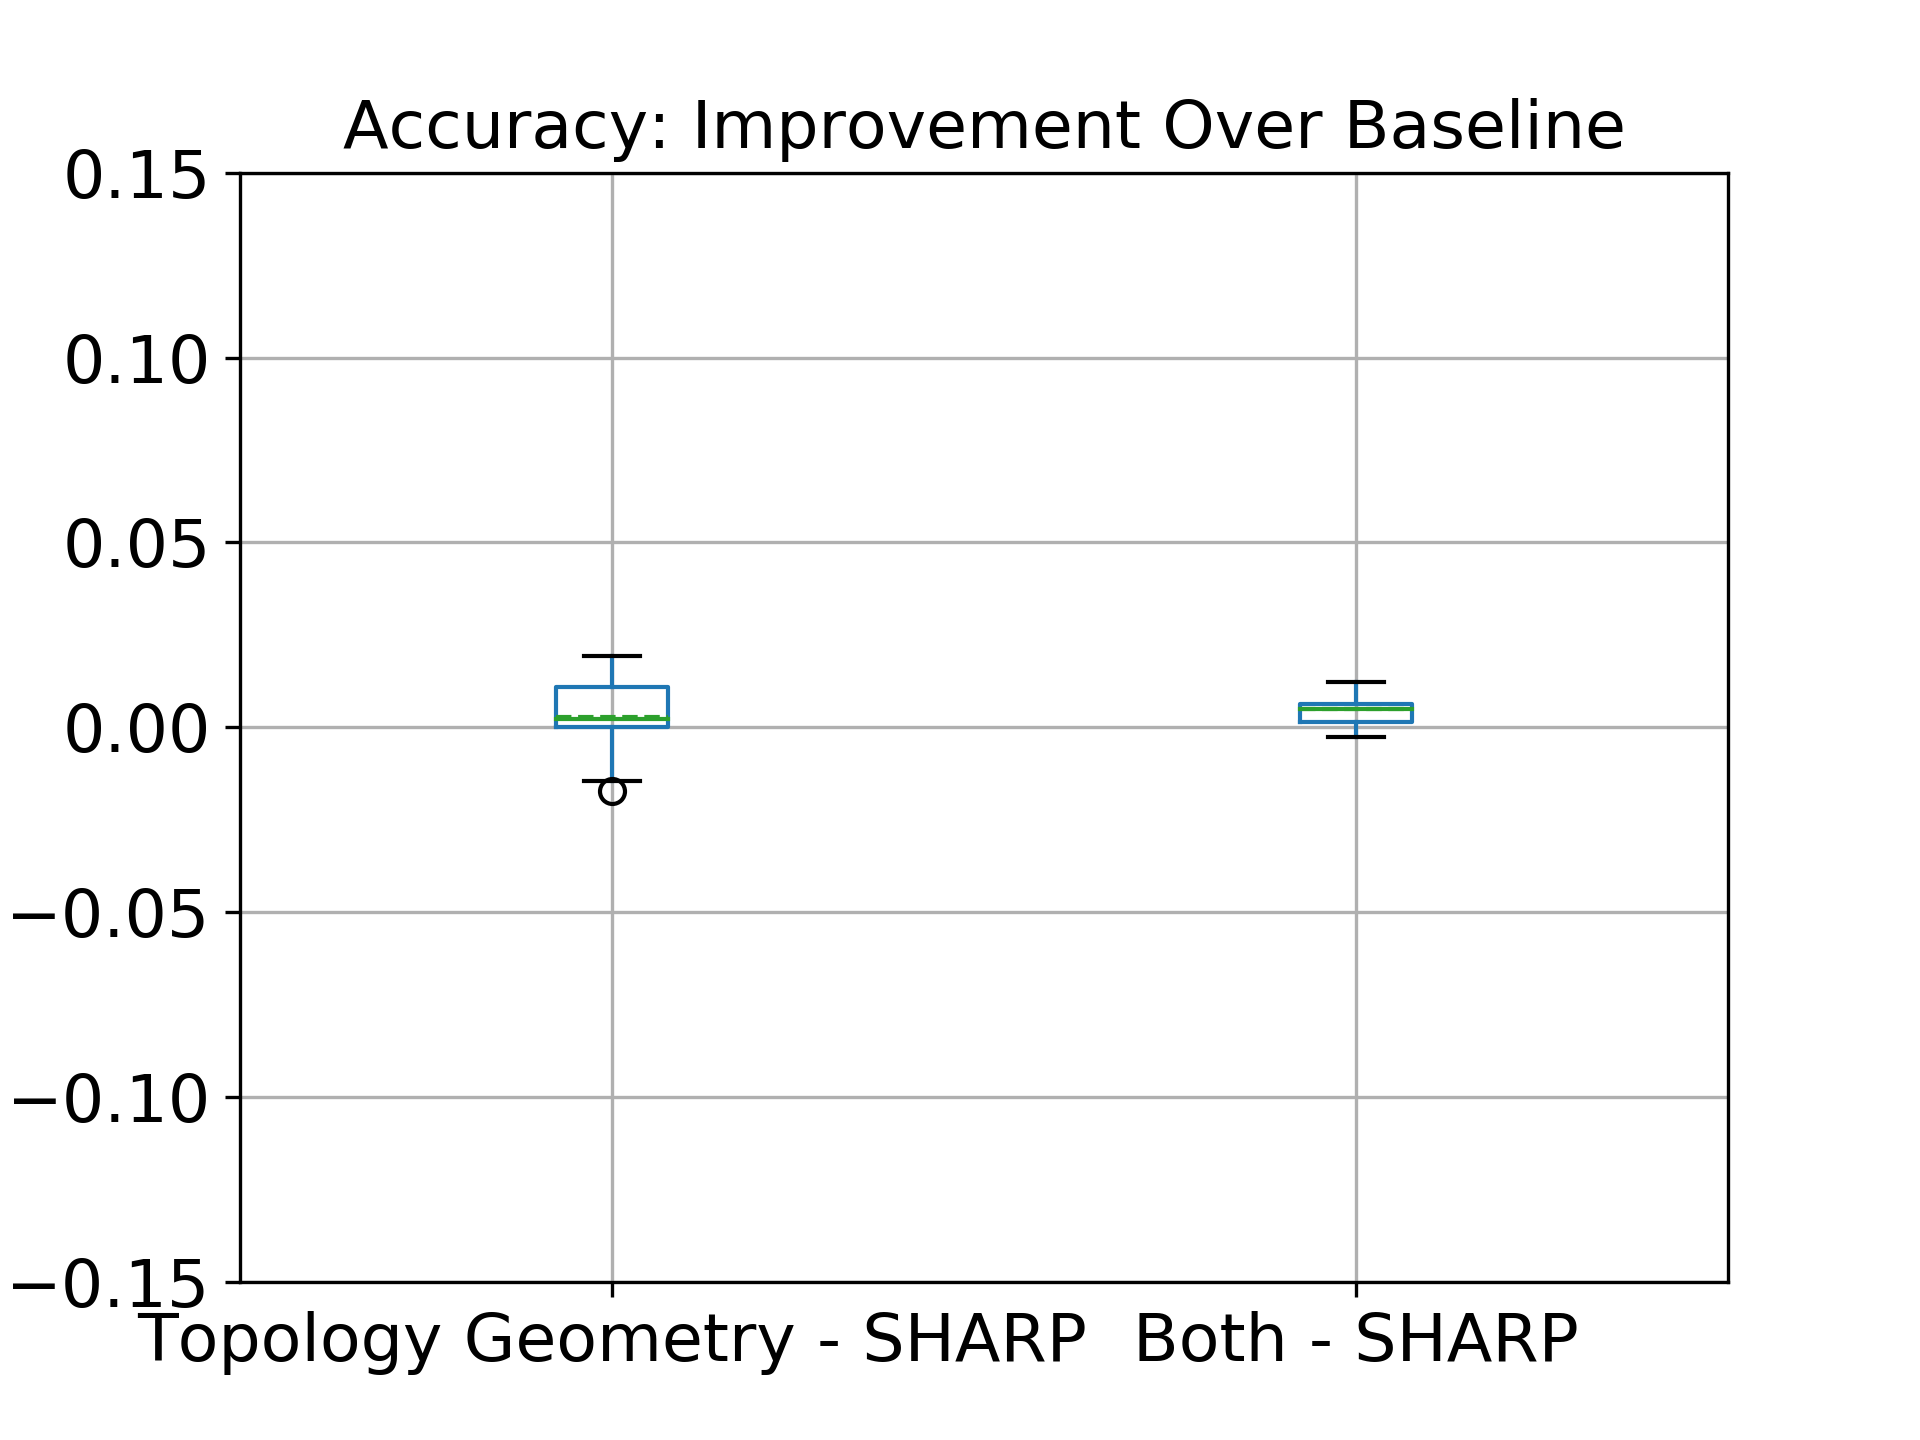 Accuracy: Improvement Over Baseline
0.15
0.10
0.05
0.00
−0.05
−0.10
−0.15
Topology Geometry - SHARP
Both - SHARP